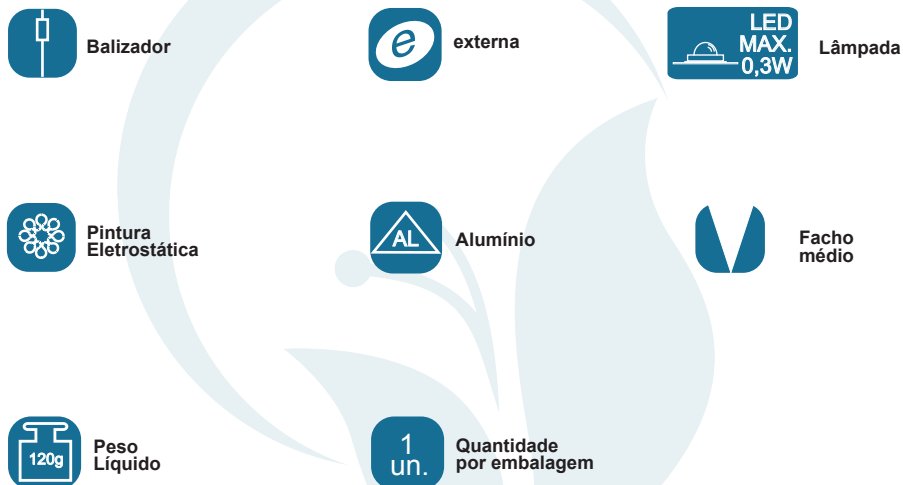 Balizador
e
externa
LED
MAX.
0,3W
Lâmpada
Pintura
Eletrostática
AL
Alumínio
Facho
médio
120g
Peso
Líquido
1
un.
Quantidade
por embalagem